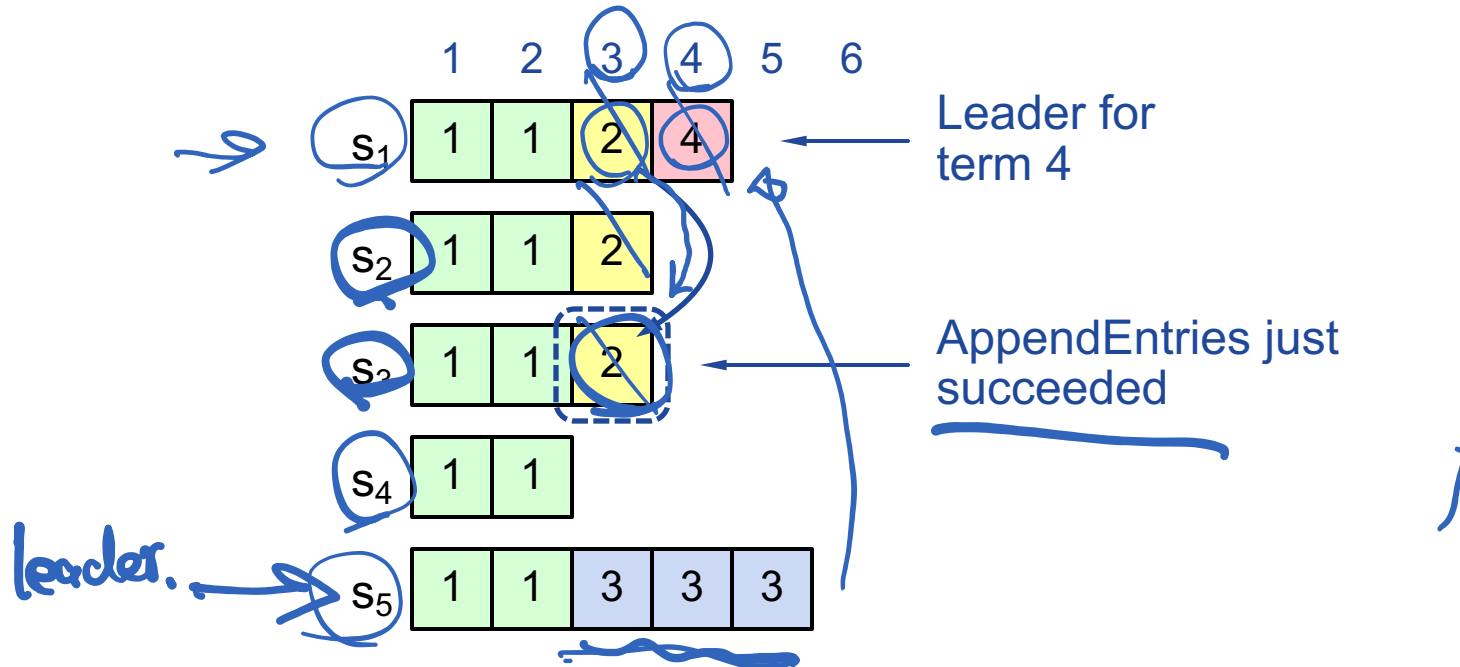 1 2 3 4 5 6
s1 1 1 2 4
Leader for
term 4
s2 1 1 2
s3 1 1 2
AppendEntries just
succeeded
s4 1 1
leader.
s5 1 1 3 3 3